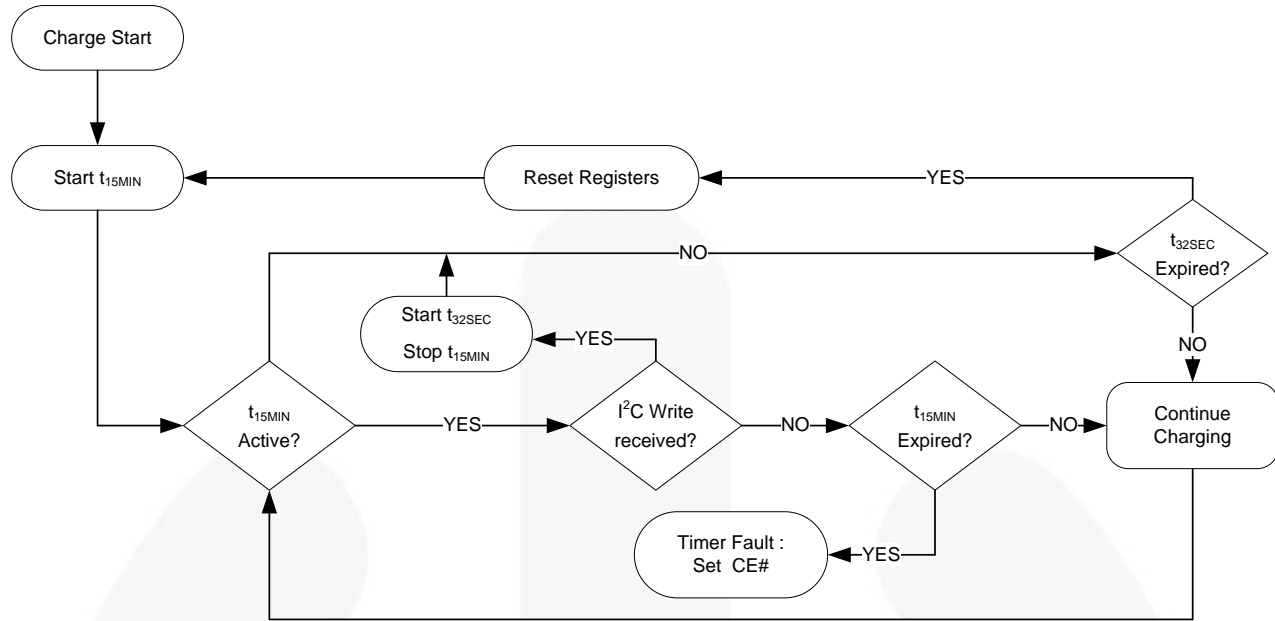 Charge Start
Start t15MIN
Reset Registers
YES
t32SEC
Expired?
NO
Start t32SEC
Stop t15MIN
YES
NO
t15MIN
Active?
YES
I²C Write
received?
NO
t15MIN
Expired?
NO
Continue
Charging
Timer Fault :
Set CE#
YES